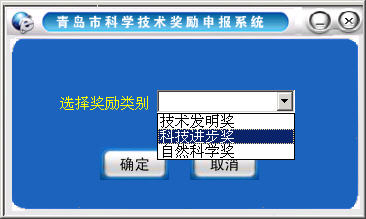 青岛市科学技术奖励申报系统
选择奖励类别
技术发明奖
科技进步奖
自然科学奖
确定 取消